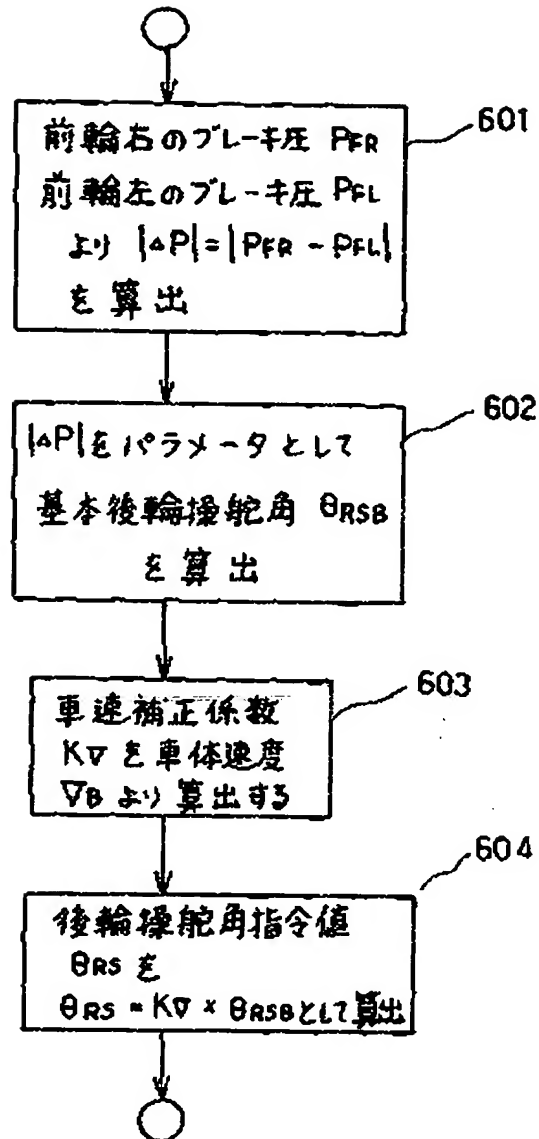 前輪右のブレーキ圧 PFR
前輪左のブレーキ圧 PFL
より |ΔP|=|PFR - PFL|
を算出
601
|ΔP|をパラメータとして
基本後輪操舵角 θRSB
を算出
602
車速補正係数
KV を車体速度
VB より算出する
603
後輪操舵角指令値
θRS を
θRS = KV × θRSBとして算出
604